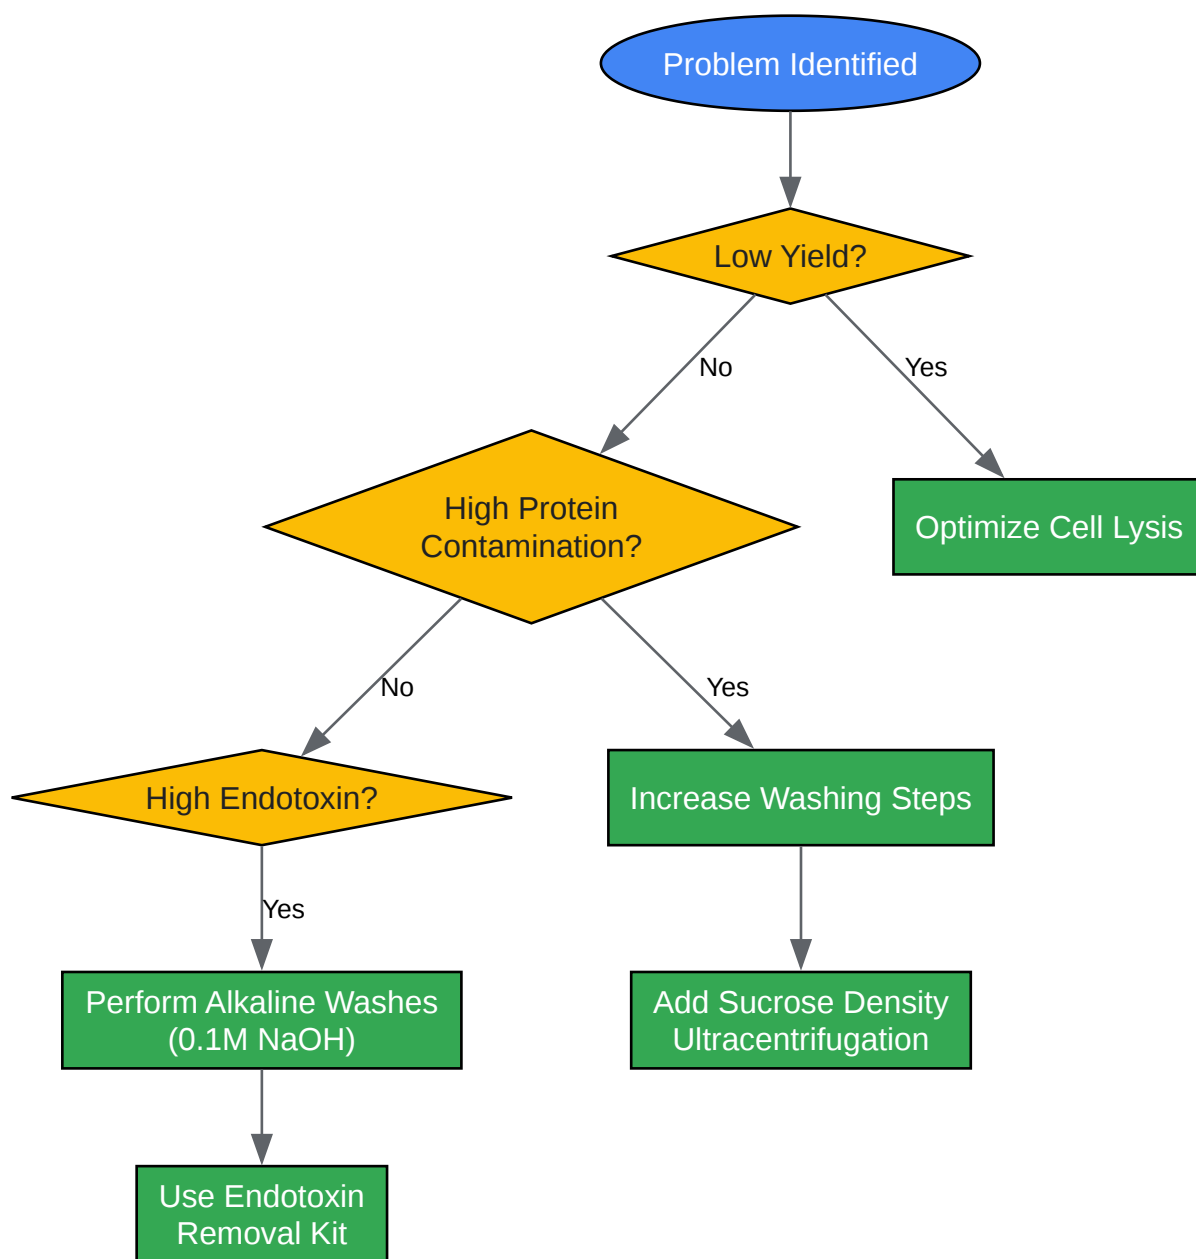 Problem Identified
Low Yield?
No
Yes
High Protein
Contamination?
Optimize Cell Lysis
No
Yes
High Endotoxin?
Increase Washing Steps
Yes
Perform Alkaline Washes
(0.1M NaOH)
Add Sucrose Density
Ultracentrifugation
Use Endotoxin
Removal Kit